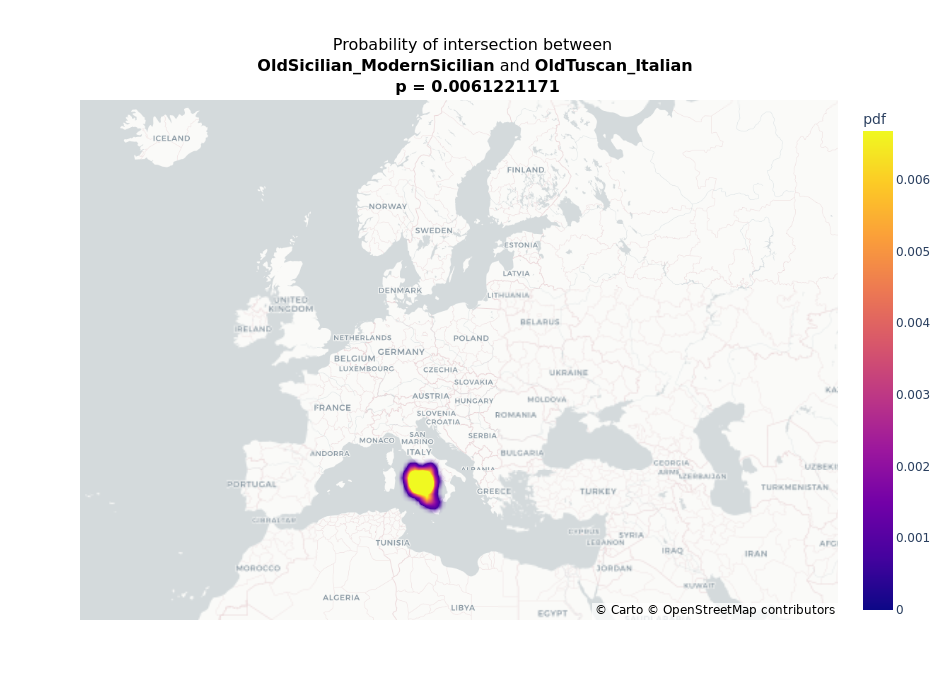 Probability of intersection between
OldSicilian_ModernSicilian and OldTuscan_Italian
p = 0.0061221171
pdf
ICELAND
FINLAND
NORWAY
SWEDEN
ESTONIA
LATVIA
DENMARK
LITHUANIA
UNITED
KINGDOM
IRELAND
BELARUS
NETHERLANDS
POLAND
GERMANY
BELGIUM
LUXEMBOURG
CZECHIA
UKRAINE
SLOVAKIA
AUSTRIA
HUNGARY
MOLDOVA
FRANCE
SLOVENIA
CROATIA
ROMANIA
SAN
MARINO
MONACO
SERBIA
ITALY
ANDORRA
BULGARIA
ALBANIA
GEORGIA
PORTUGAL
GREECE
TURKEY
TURKMENISTAN
GIBRALTAR
CYPRUS
SYRIA
LEBANON
TUNISIA
IRAQ
IRAN
MOROCCO
JORDAN
KUWAIT
ALGERIA
LIBYA
EGYPT
© Carto © OpenStreetMap contributors
0.006
0.005
0.004
0.003
0.002
0.001
0